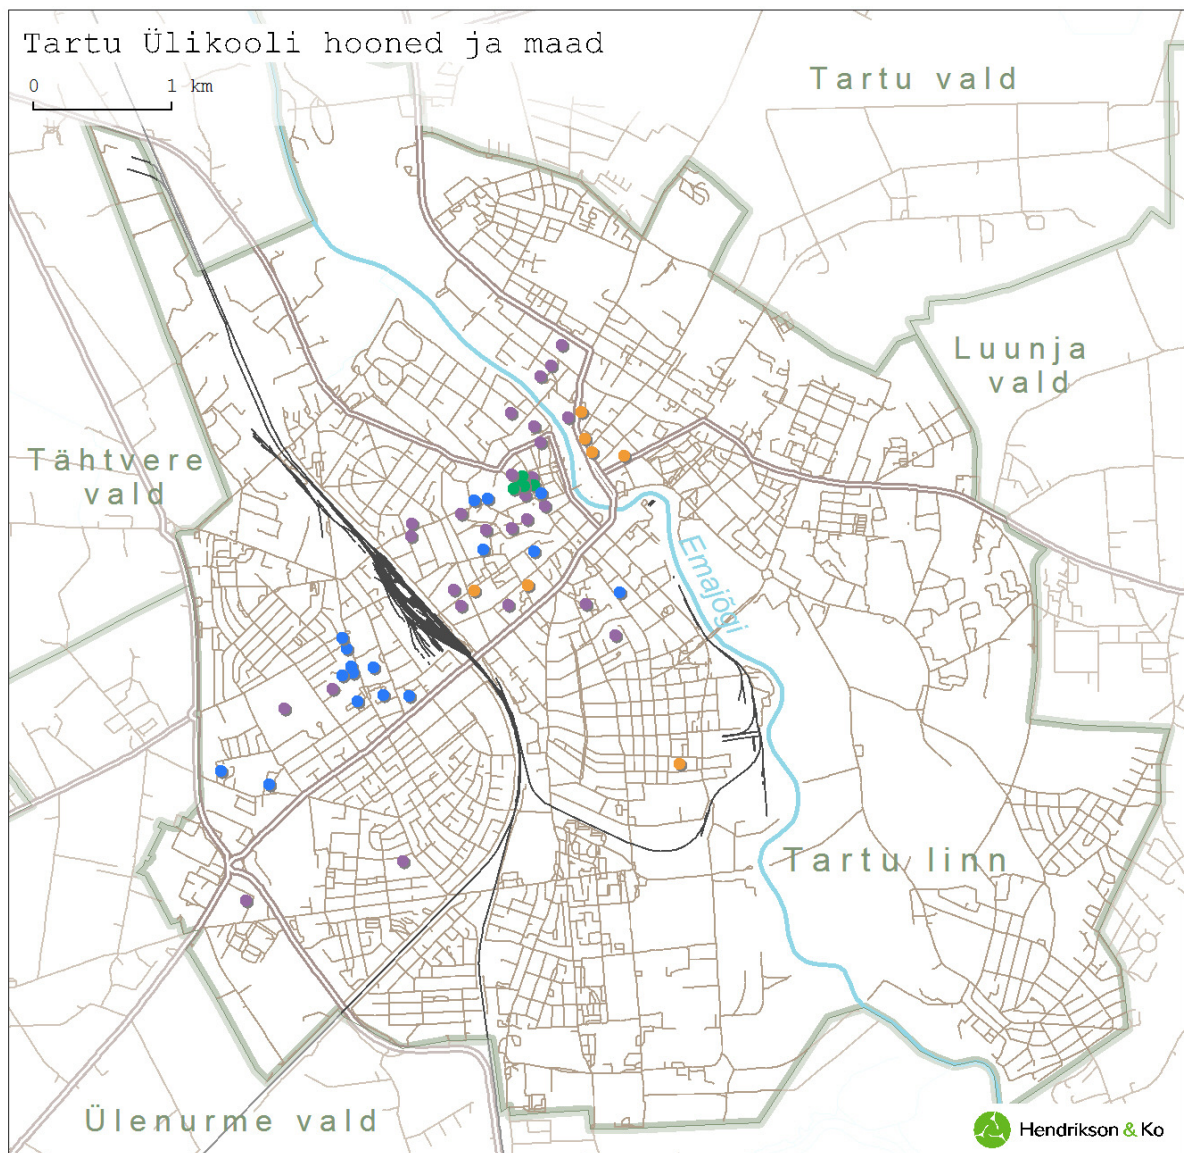 Tartu Ülikooli hooned ja maad
0 1 km
Tartu vald
Luunja
vald
Tähtvere
vald
Emajõgi
Tartu linn
Ülenurme vald
Hendrikson & Ko